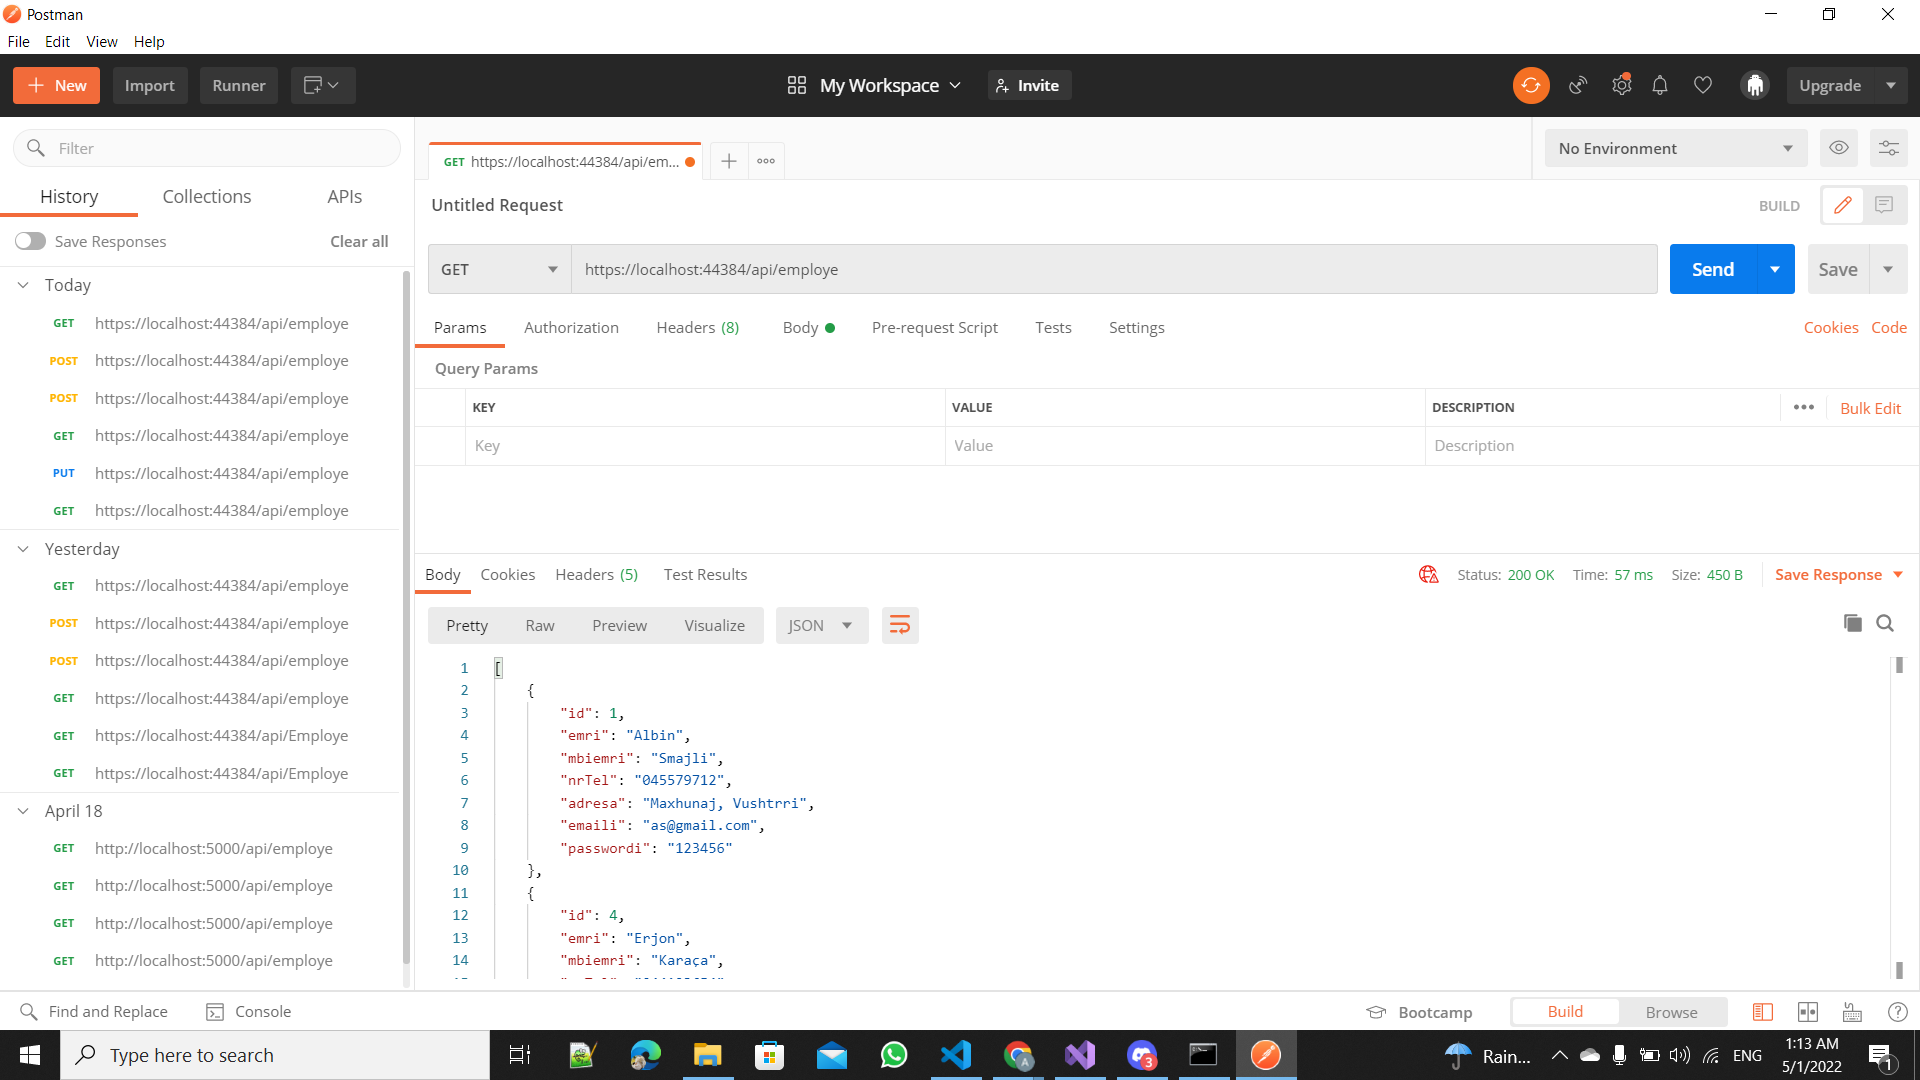 Postman
File Edit View Help
New Import Runner My Workspace Invite Upgrade
Filter
History Collections APIs
Save Responses Clear all
Today
GET https://localhost:44384/api/employe
POST https://localhost:44384/api/employe
POST https://localhost:44384/api/employe
GET https://localhost:44384/api/employe
PUT https://localhost:44384/api/employe
GET https://localhost:44384/api/employe
Yesterday
GET https://localhost:44384/api/employe
POST https://localhost:44384/api/employe
POST https://localhost:44384/api/employe
GET https://localhost:44384/api/employe
GET https://localhost:44384/api/Employe
GET https://localhost:44384/api/Employe
April 18
GET http://localhost:5000/api/employe
GET http://localhost:5000/api/employe
GET http://localhost:5000/api/employe
GET http://localhost:5000/api/employe
GET https://localhost:44384/api/em...
No Environment
Untitled Request BUILD
GET https://localhost:44384/api/employe Send Save
Params Authorization Headers (8) Body Pre-request Script Tests Settings Cookies Code
Query Params
KEY VALUE DESCRIPTION Bulk Edit
Key Value Description
Body Cookies Headers (5) Test Results Status: 200 OK Time: 57 ms Size: 450 B Save Response
Pretty Raw Preview Visualize JSON
1 [
2 {
3 "id": 1,
4 "emri": "Albin",
5 "mbiemri": "Smajli",
6 "nrTel": "045579712",
7 "adresa": "Maxhunaj, Vushtrri",
8 "emaili": "as@gmail.com",
9 "passwordi": "123456"
10 },
11 {
12 "id": 4,
13 "emri": "Erjon",
14 "mbiemri": "Karaça",
Find and Replace Console Bootcamp Build Browse
Type here to search 3 Rain... ENG 1:13 AM 1
5/1/2022